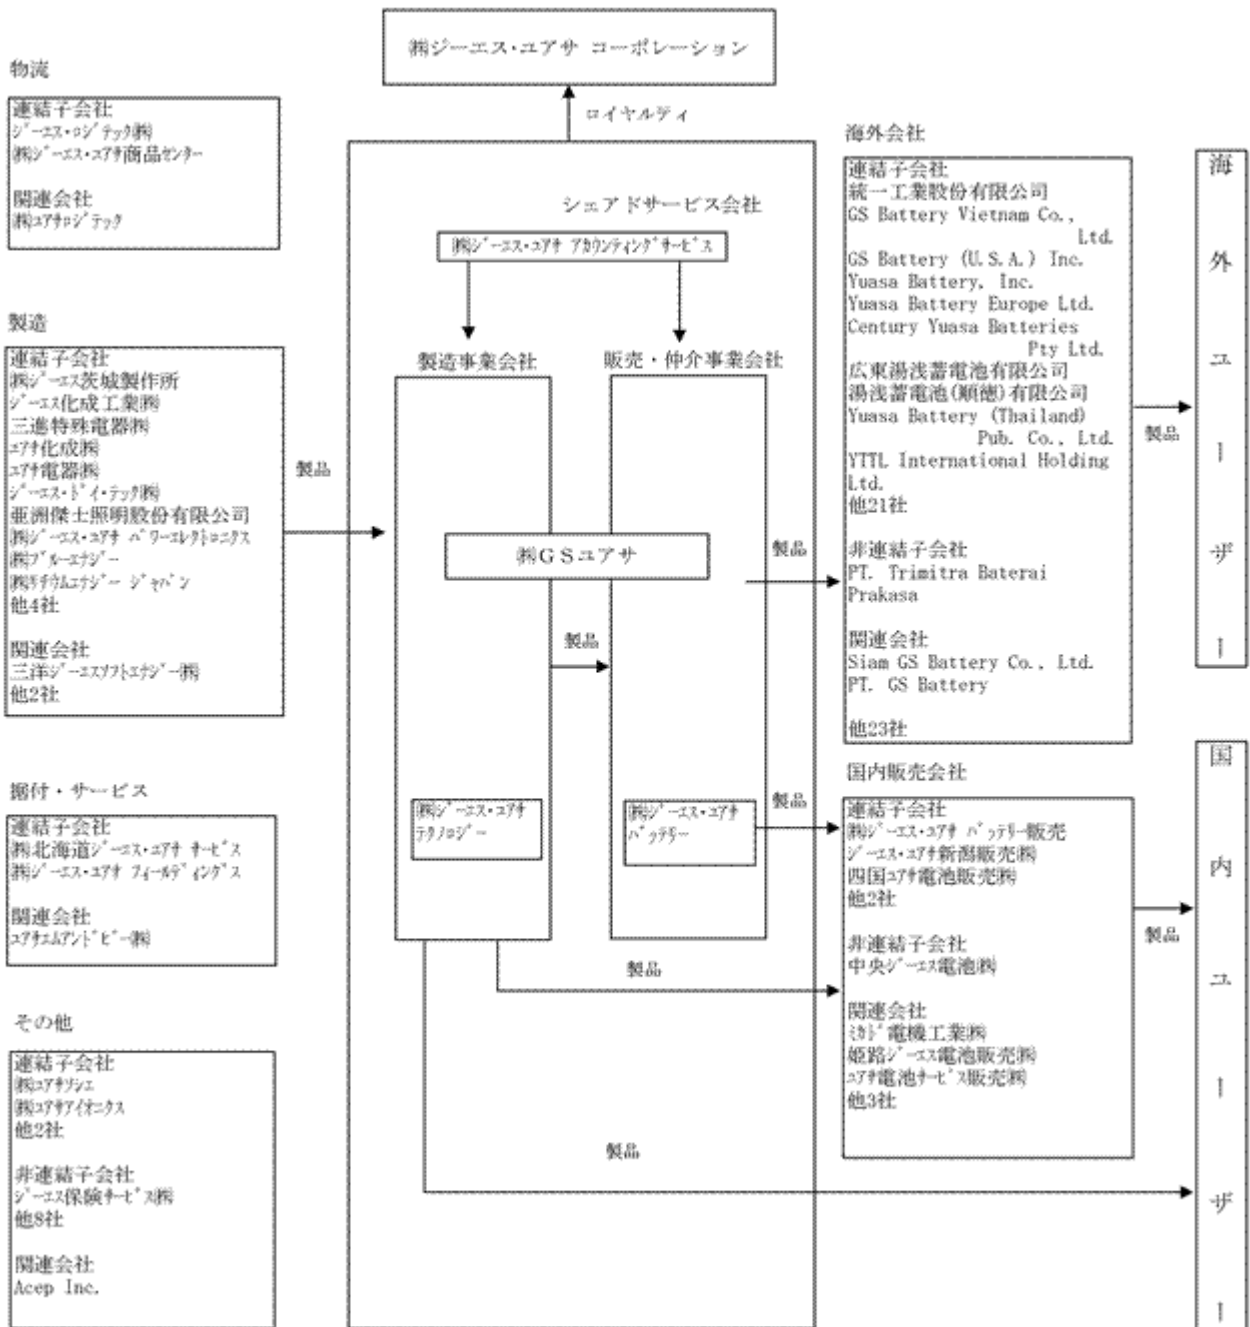 ㈱ジーエス・ユアサ コーポレーション
ロイヤルティ
物流
連結子会社
ジーエス・ロジテック㈱
㈱ジーエス・ユアサ商品センター
関連会社
㈱ユアサロジテック
製造
連結子会社
㈱ジーエス茨城製作所
ジーエス化成工業㈱
三進特殊電器㈱
ユアサ化成㈱
ユアサ電器㈱
ジーエス・ドイ・テック㈱
亜洲傑士照明股份有限公司
㈱ジーエス・ユアサ パワーエレクトロニクス
㈱ブルーエナジー
㈱リチウムエナジー ジャパン
他4社
関連会社
三洋ジーエスソフトエナジー㈱
他2社
製品
据付・サービス
連結子会社
㈱北海道ジーエス・ユアサ サービス
㈱ジーエス・ユアサ フィールディングス
関連会社
ユアサエムアンドビー㈱
その他
連結子会社
㈱ユアサソシエ
㈱ユアサアイオニクス
他2社
非連結子会社
ジーエス保険サービス㈱
他8社
関連会社
Acep Inc.
シェアドサービス会社
㈱ジーエス・ユアサ アカウンティングサービス
製造事業会社
販売・仲介事業会社
㈱GSユアサ
製品
㈱ジーエス・ユアサ
テクノロジー
㈱ジーエス・ユアサ
バッテリー
製品
製品
製品
製品
海外会社
連結子会社
統一工業股份有限公司
GS Battery Vietnam Co.,
Ltd.
GS Battery (U.S.A.) Inc.
Yuasa Battery, Inc.
Yuasa Battery Europe Ltd.
Century Yuasa Batteries
Pty Ltd.
広東湯浅蓄電池有限公司
湯浅蓄電池(順徳)有限公司
Yuasa Battery (Thailand)
Pub. Co., Ltd.
YTTL International Holding
Ltd.
他21社
非連結子会社
PT. Trimitra Baterai
Prakasa
関連会社
Siam GS Battery Co., Ltd.
PT. GS Battery
他23社
製品
海外ユーザー
国内販売会社
連結子会社
㈱ジーエス・ユアサ バッテリー販売
ジーエス・ユアサ新潟販売㈱
四国ユアサ電池販売㈱
他2社
非連結子会社
中央ジーエス電池㈱
関連会社
ミカド電機工業㈱
姫路ジーエス電池販売㈱
ユアサ電池サービス販売㈱
他3社
製品
国内ユーザー